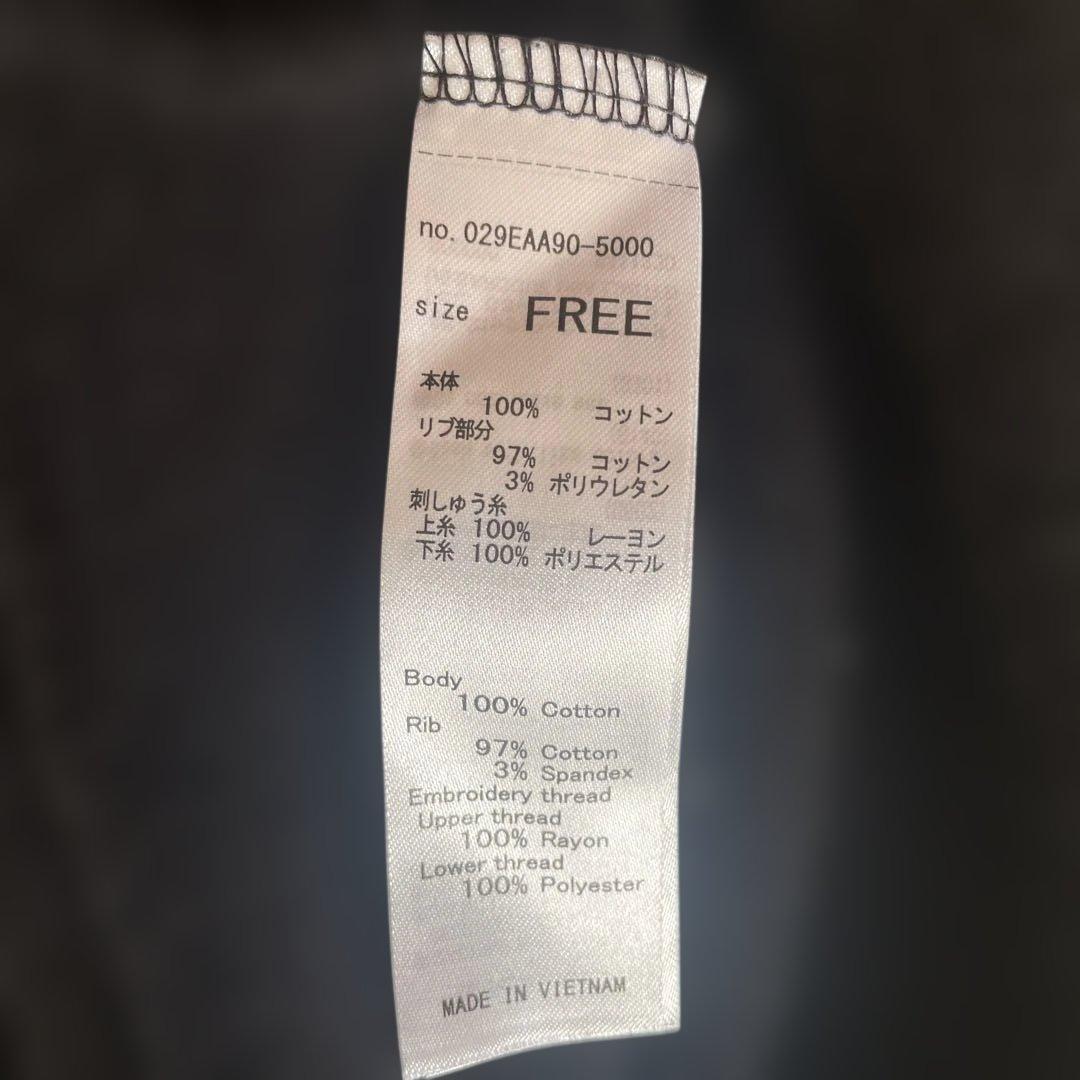 no. 029EAA90-5000
size FREE
本体
100% コットン
リブ部分
97% コットン
3% ポリウレタン
刺しゅう糸
上糸 100% レーヨン
下糸 100% ポリエステル
Body
100% Cotton
Rib
97% Cotton
3% Spandex
Embroidery thread
Upper thread
100% Rayon
Lower thread
100% Polyester
MADE IN VIETNAM